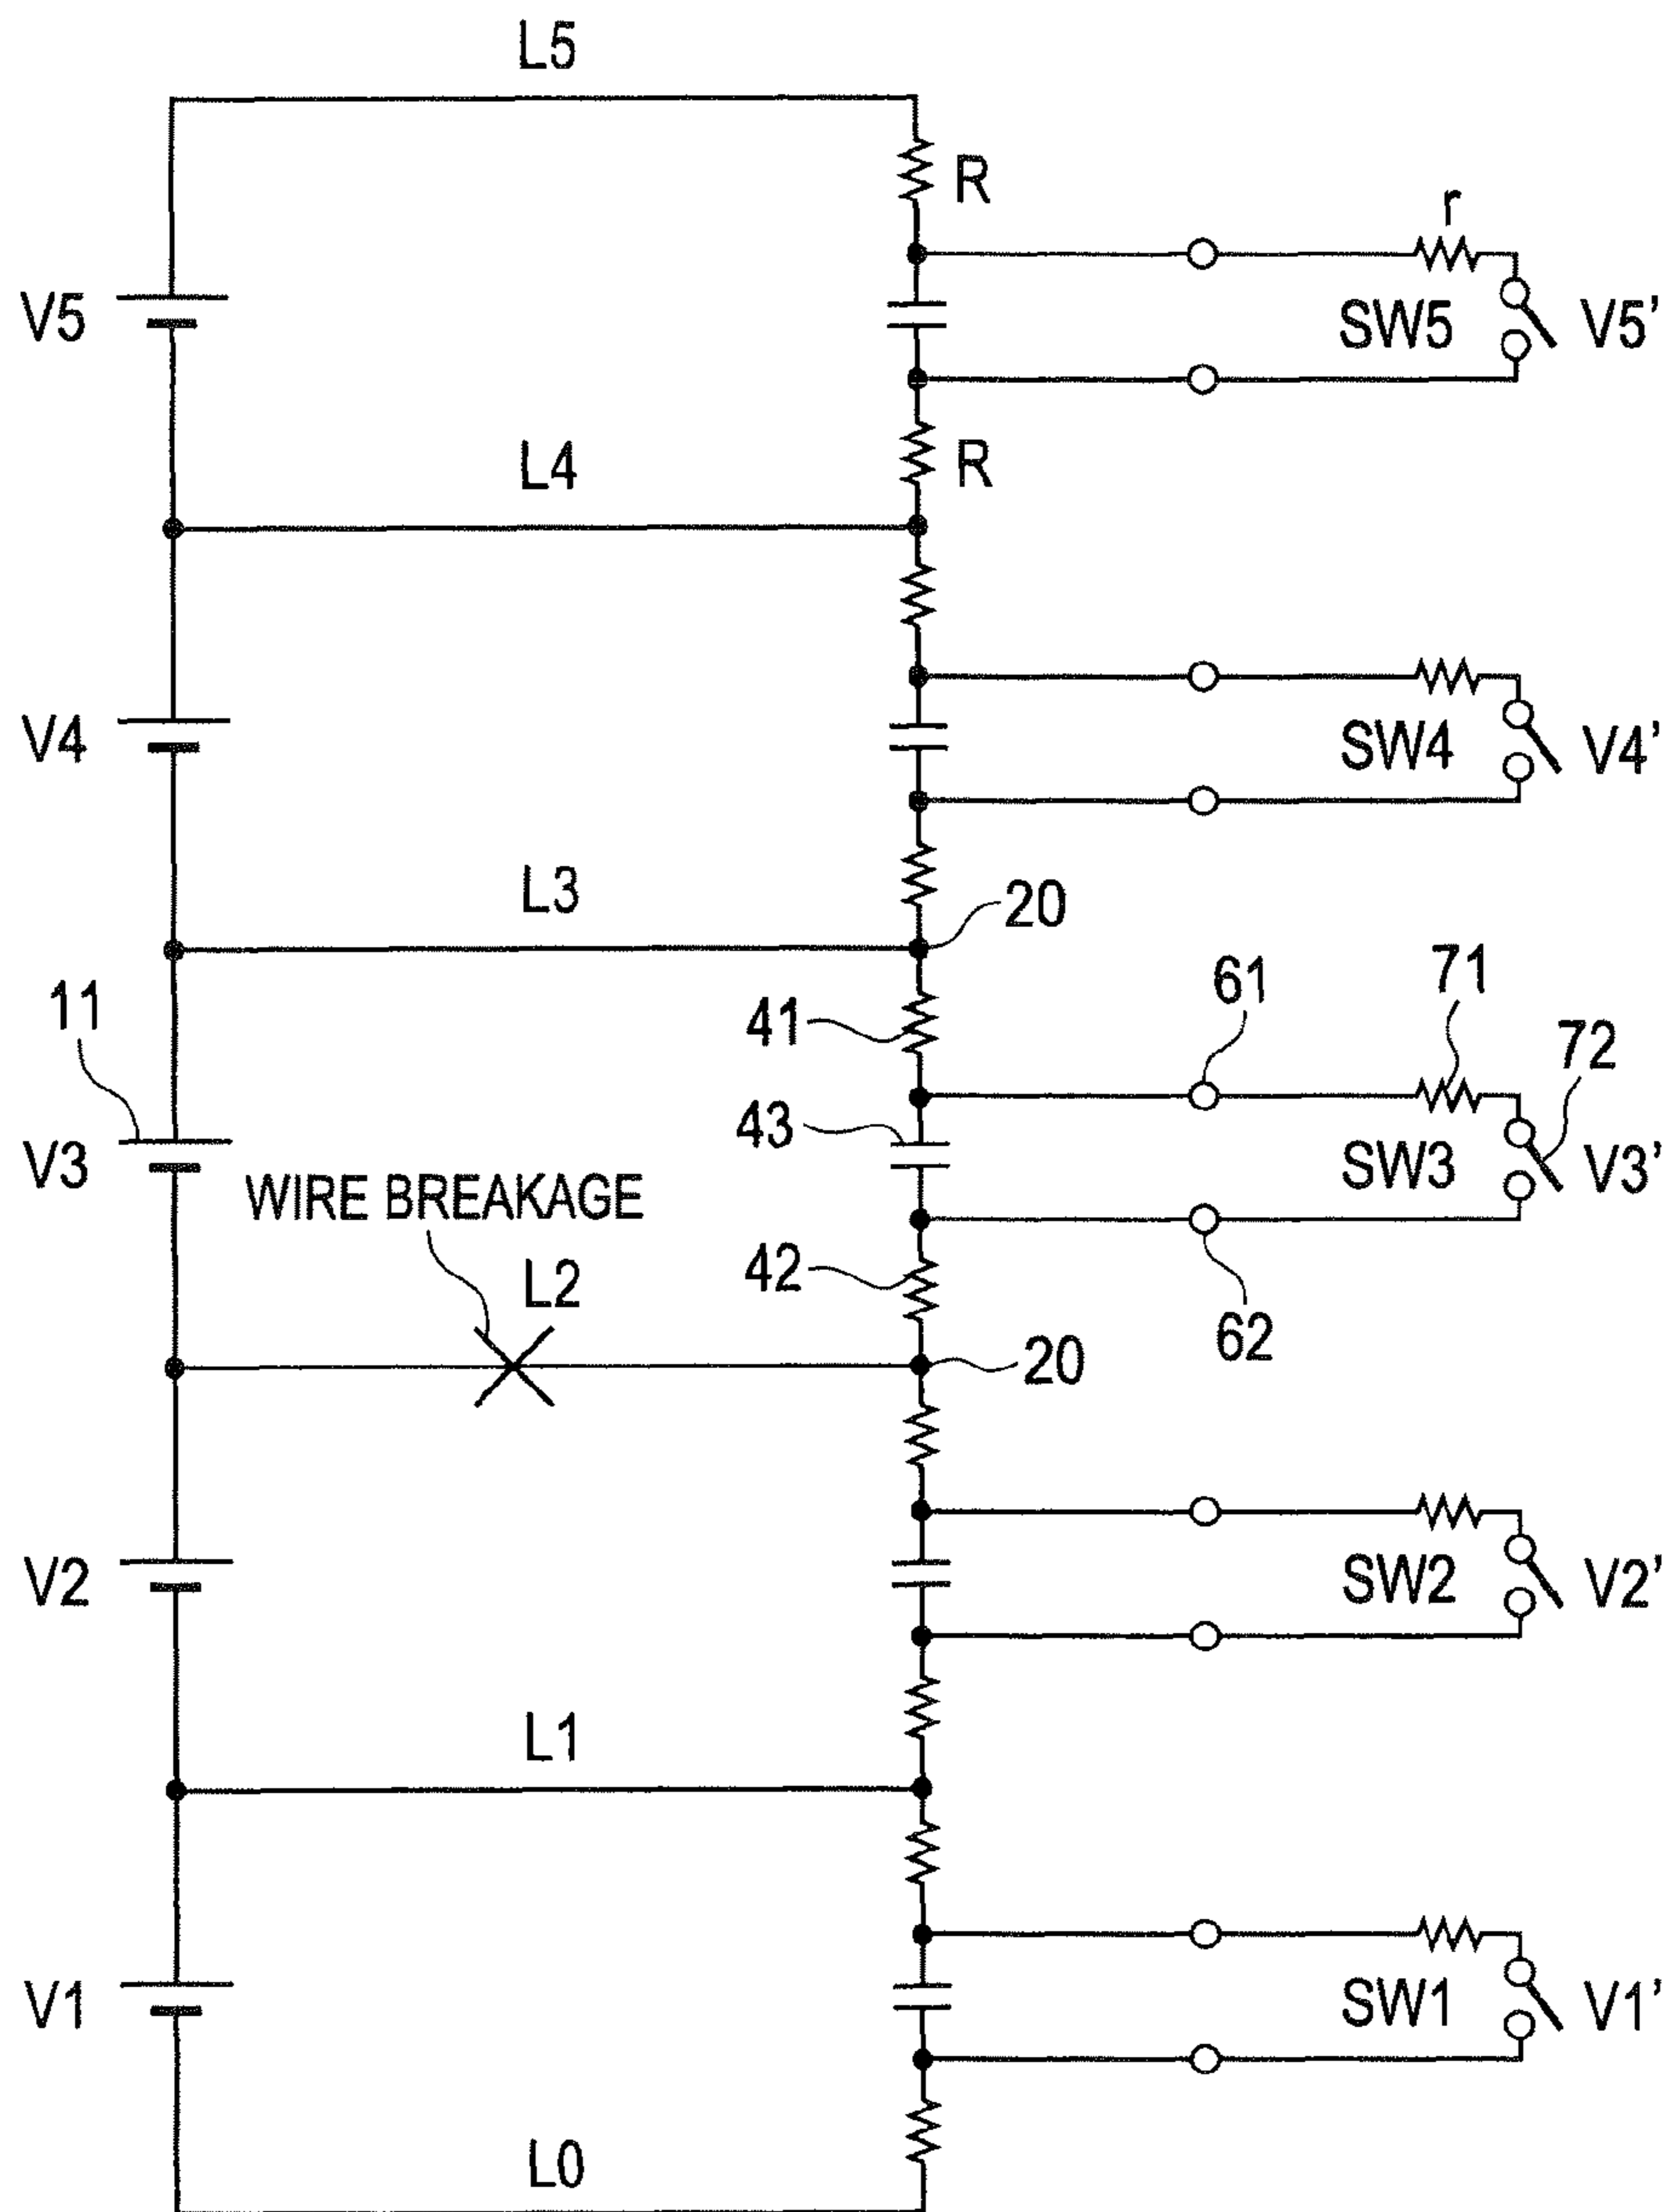 L5
R
r
V5
SW5
V5’
L4
R
V4
SW4
V4’
L3
20
11
41
61
71
72
43
V3
SW3
V3’
WIRE BREAKAGE
L2
42
62
20
V2
SW2
V2’
L1
V1
SW1
V1’
L0